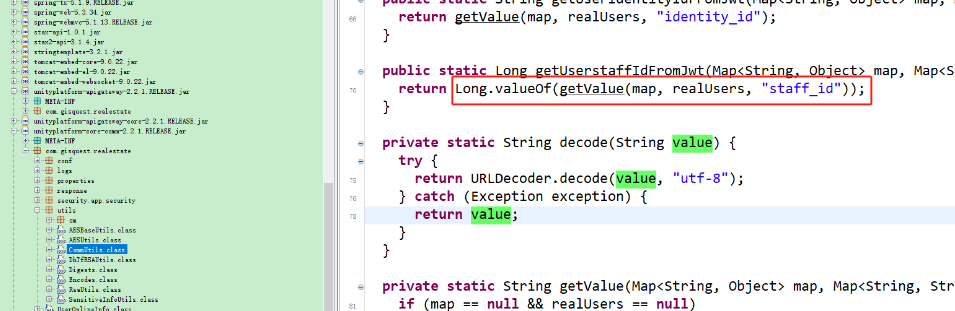 spring-tx-5.1.9.RELEASE.jar
spring-web-5.3.34.jar
spring-webmvc-5.1.13.RELEASE.jar
stax-api-1.0.1.jar
stax2-api-3.1.4.jar
stringtemplate-3.2.1.jar
tomcat-embed-core-9.0.22.jar
tomcat-embed-el-9.0.22.jar
tomcat-embed-websocket-9.0.22.jar
unityplatform-apigateway-2.2.1.RELEASE.jar
META-INF
com.gisquest.realestate
unityplatform-apigateway-core-2.2.1.RELEASE.jar
unityplatform-core-comm-2.2.1.RELEASE.jar
META-INF
com.gisquest.realestate
conf
logx
properties
response
security.app.security
utils
sm
AESBaseUtils.class
AESUtils.class
CommUtils.class
DbTfRSAUtils.class
Digests.class
Encodes.class
RsaUtils.class
SensitiveInfoUtils.class
UserOnlineInfo.class
public static String getUserIdentityIdFromJwt(Map<String, Object> map,
66 return getValue(map, realUsers, "identity_id");
}
public static Long getUserstaffIdFromJwt(Map<String, Object> map, Map<S
70 return Long.valueOf(getValue(map, realUsers, "staff_id"));
}
private static String decode(String value) {
try {
75 return URLDecoder.decode(value, "utf-8");
} catch (Exception exception) {
78 return value;
}
}
private static String getValue(Map<String, Object> map, Map<String, Str
81 if (map == null && realUsers == null)